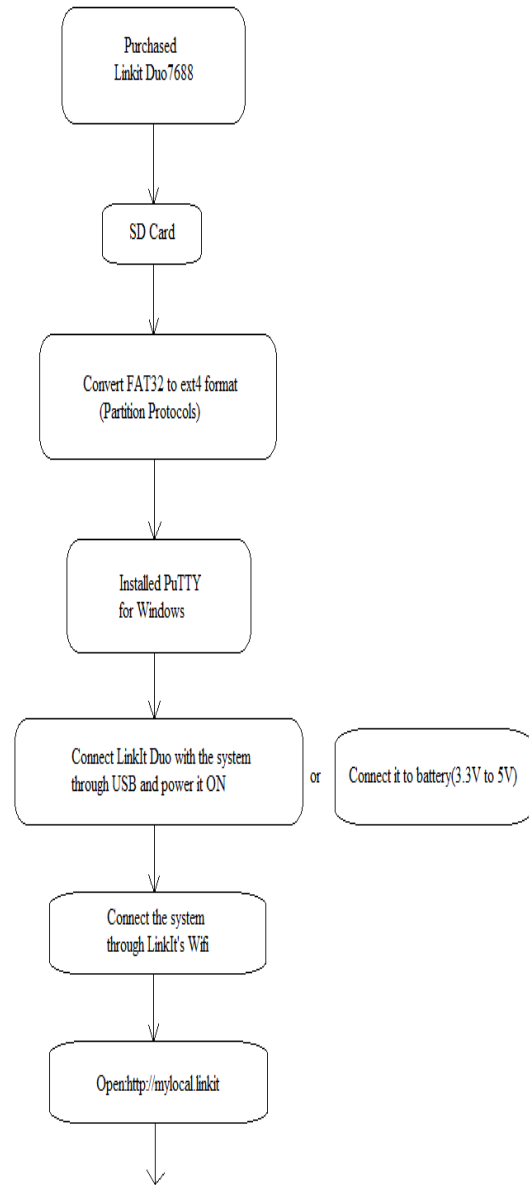 Purchased
Linkit Duo7688
SD Card
Convert FAT32 to ext4 format
(Partition Protocols)
Installed PuTTY
for Windows
Connect LinkIt Duo with the system
through USB and power it ON
or
Connect it to battery(3.3V to 5V)
Connect the system
through LinkIt's Wifi
Open:http://mylocal.linkit